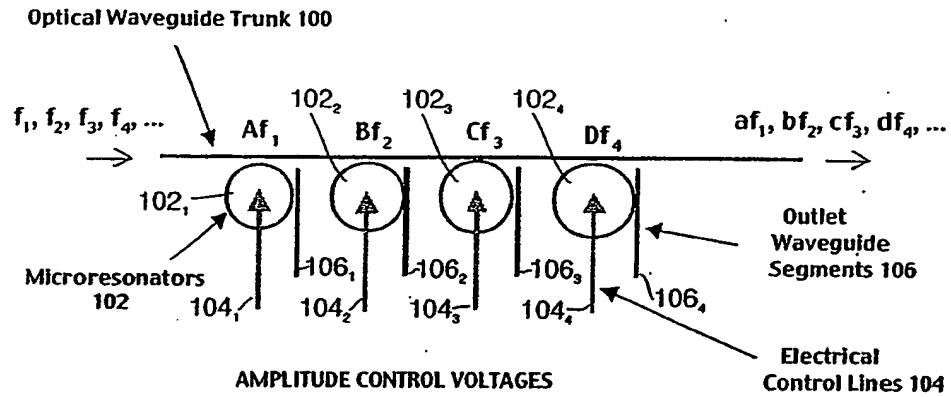 Optical Waveguide Trunk 100
f₁, f₂, f₃, f₄, ...
102₁
102₂
102₃
102₄
Af₁
Bf₂
Cf₃
Df₄
af₁, bf₂, cf₃, df₄, ...
Microresonators
102
104₁
104₂
104₃
104₄
106₁
106₂
106₃
106₄
Outlet
Waveguide
Segments 106
Electrical
Control Lines 104
AMPLITUDE CONTROL VOLTAGES